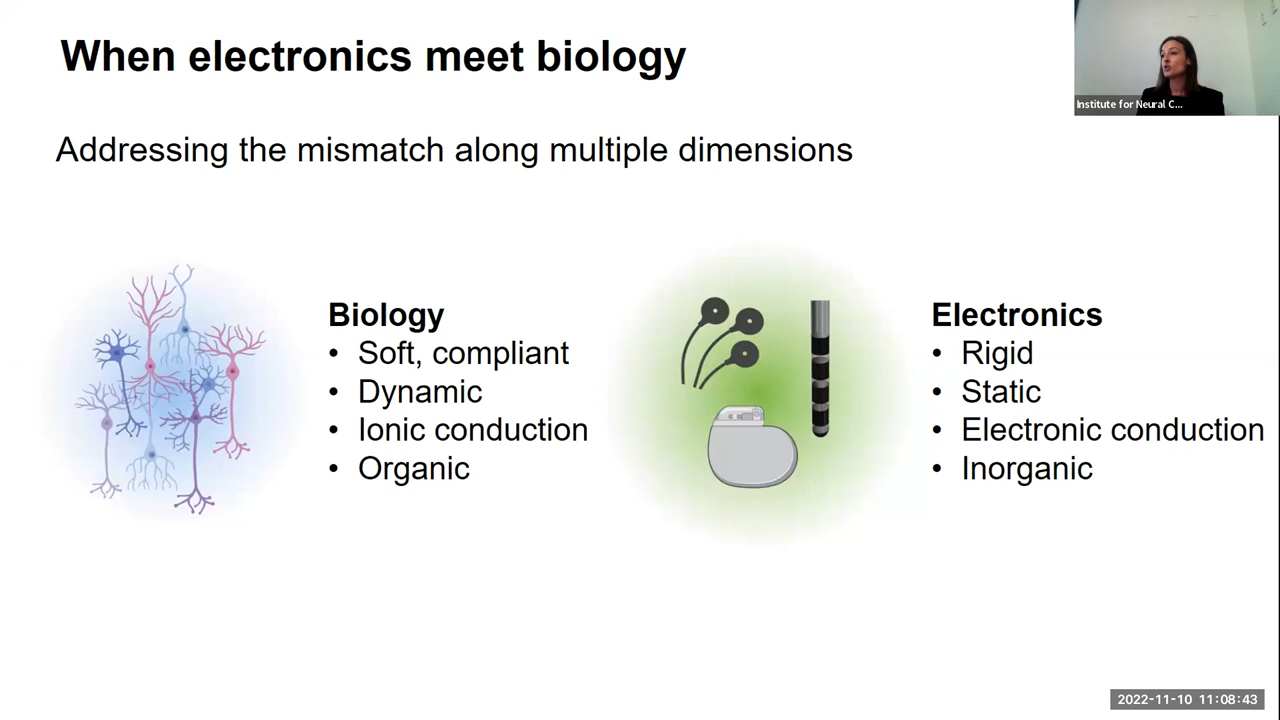 When electronics meet biology
Institute for Neural C...
Addressing the mismatch along multiple dimensions
Biology
• Soft, compliant
• Dynamic
• Ionic conduction
• Organic
Electronics
• Rigid
• Static
• Electronic conduction
• Inorganic
2022-11-10 11:08:43